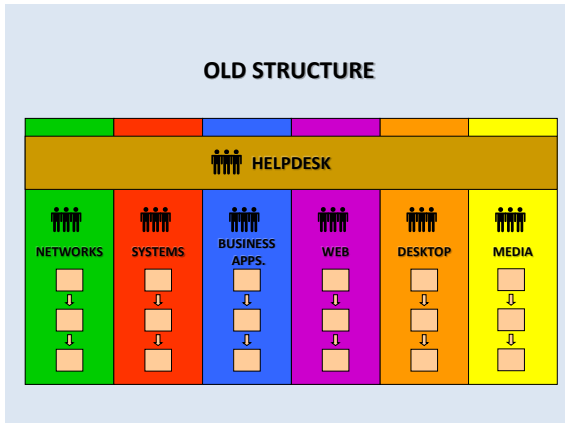 OLD STRUCTURE
HELPDESK
NETWORKS
SYSTEMS
BUSINESS
APPS.
WEB
DESKTOP
MEDIA